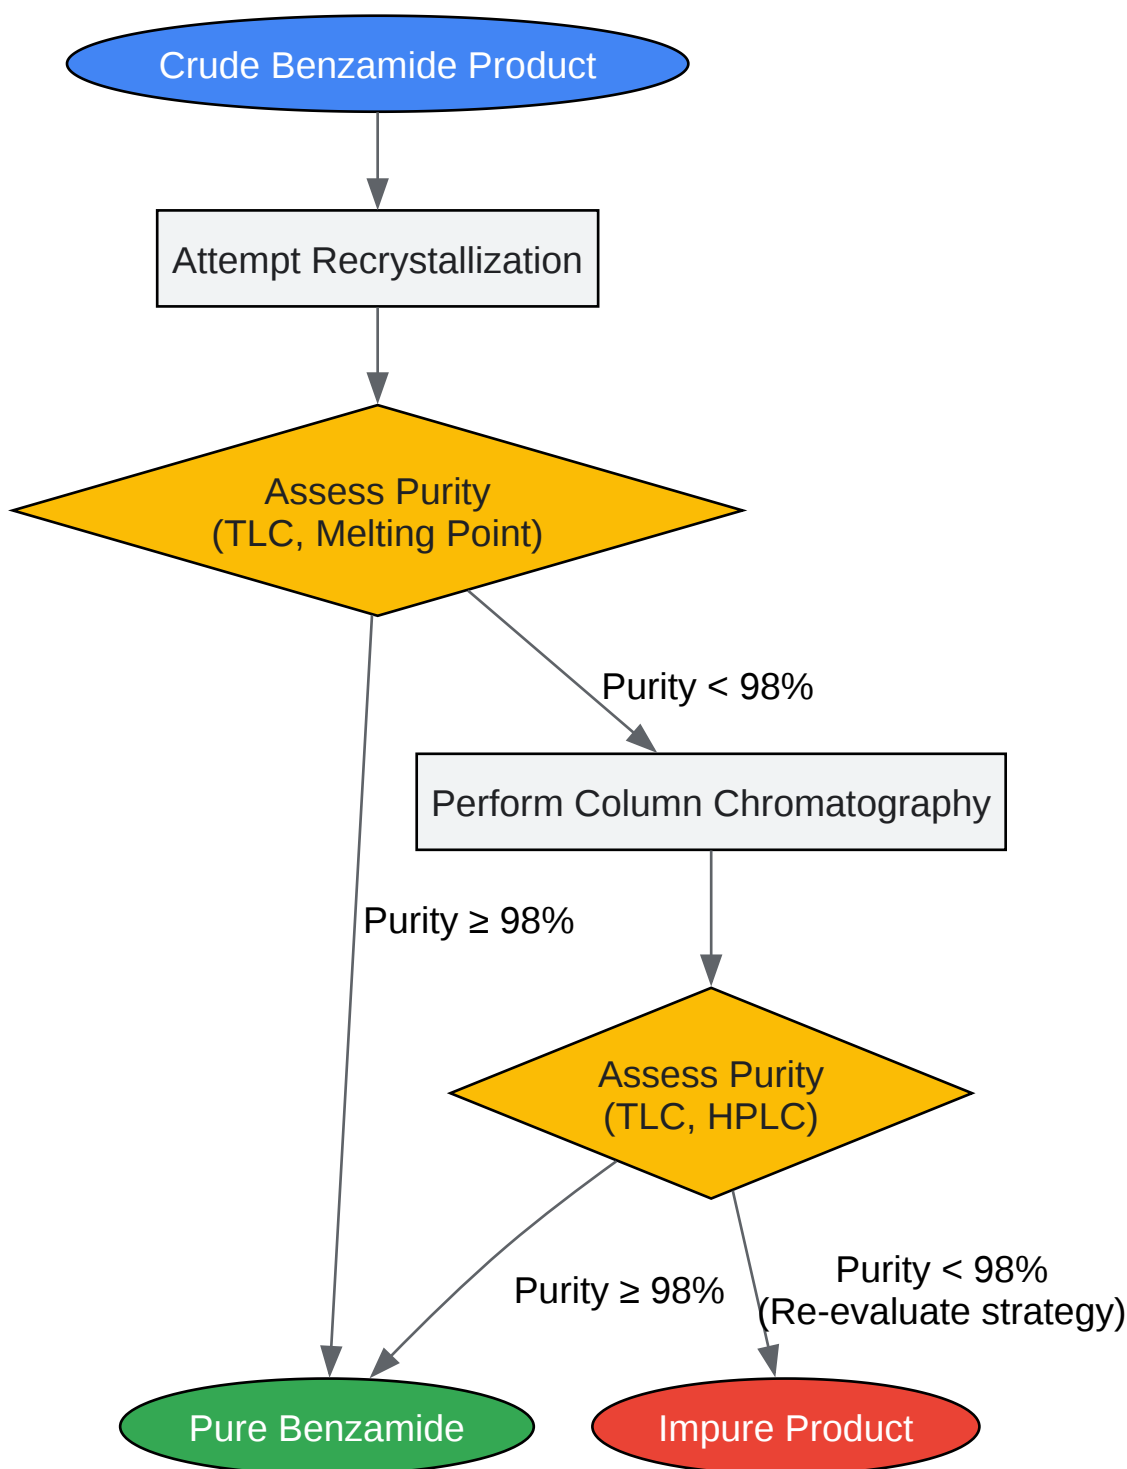 Crude Benzamide Product
Attempt Recrystallization
Assess Purity
(TLC, Melting Point)
Purity < 98%
Perform Column Chromatography
Purity ≥ 98%
Assess Purity
(TLC, HPLC)
Purity ≥ 98%
Purity < 98%
(Re-evaluate strategy)
Pure Benzamide
Impure Product